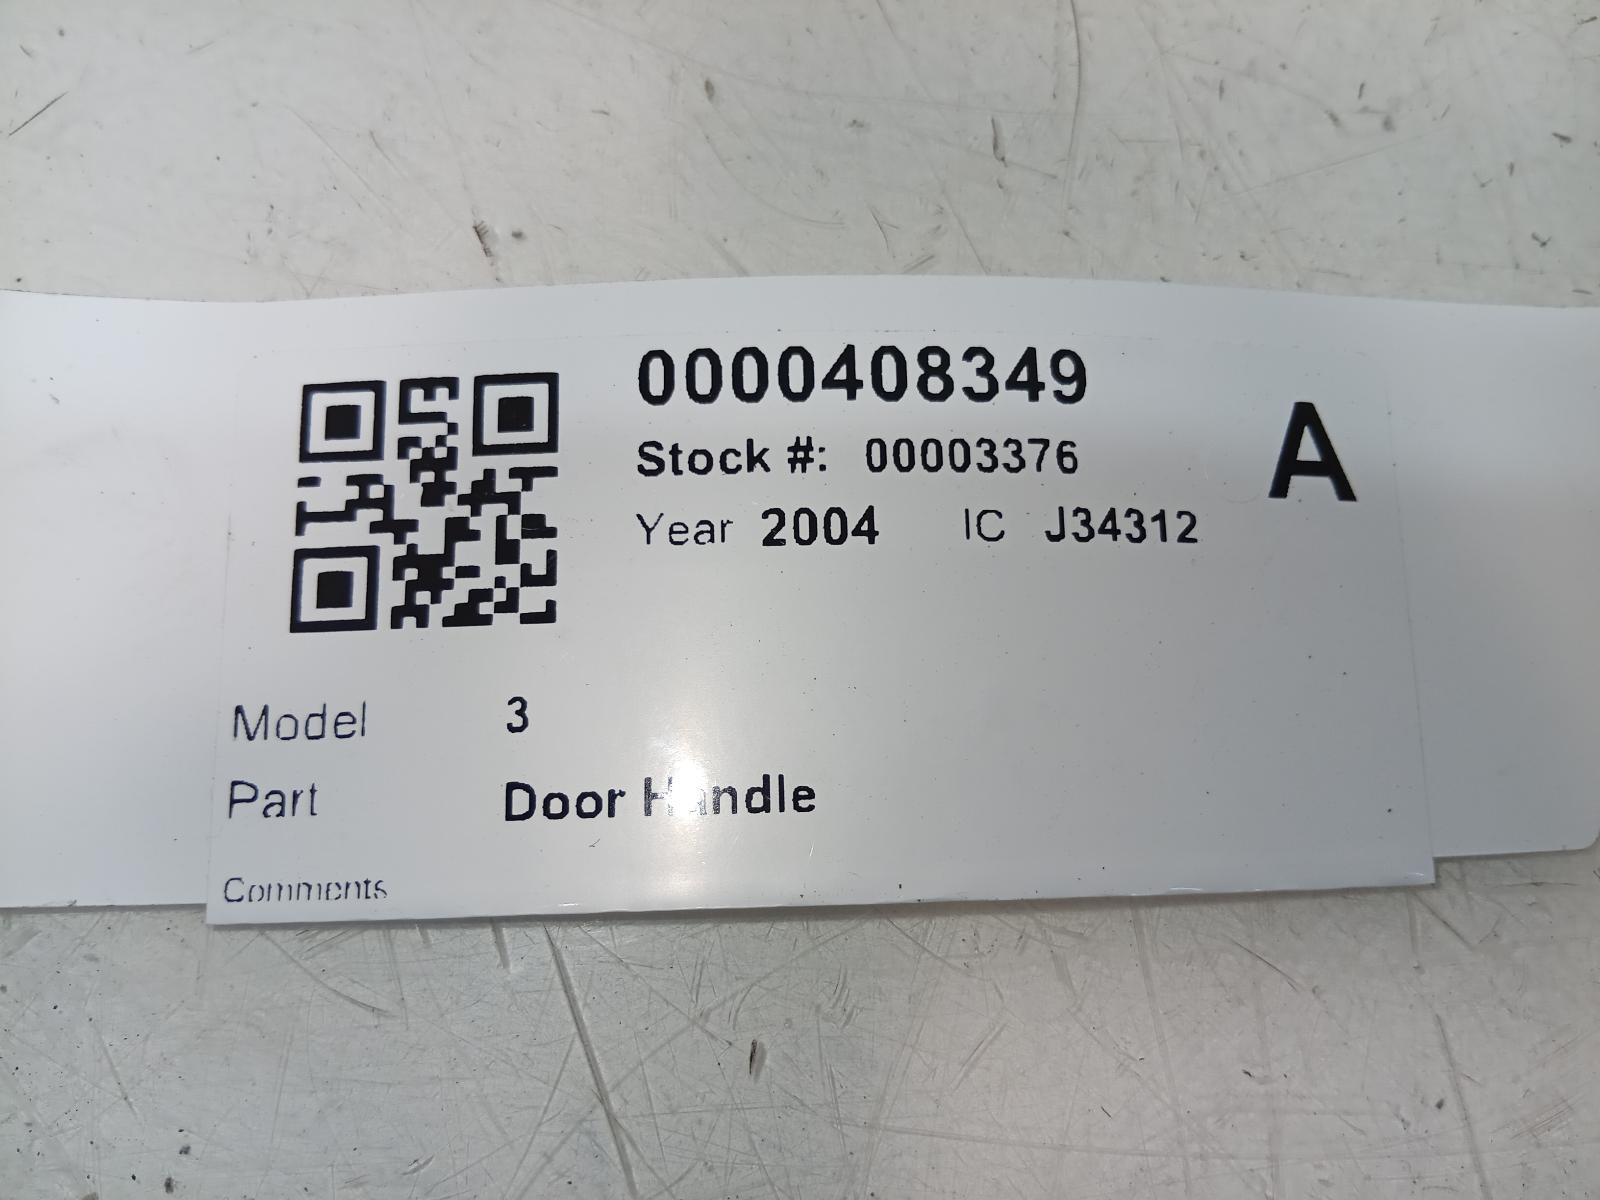 0000408349
A
Stock #: 00003376
Year 2004 IC J34312
Model 3
Part Door Handle
Comments